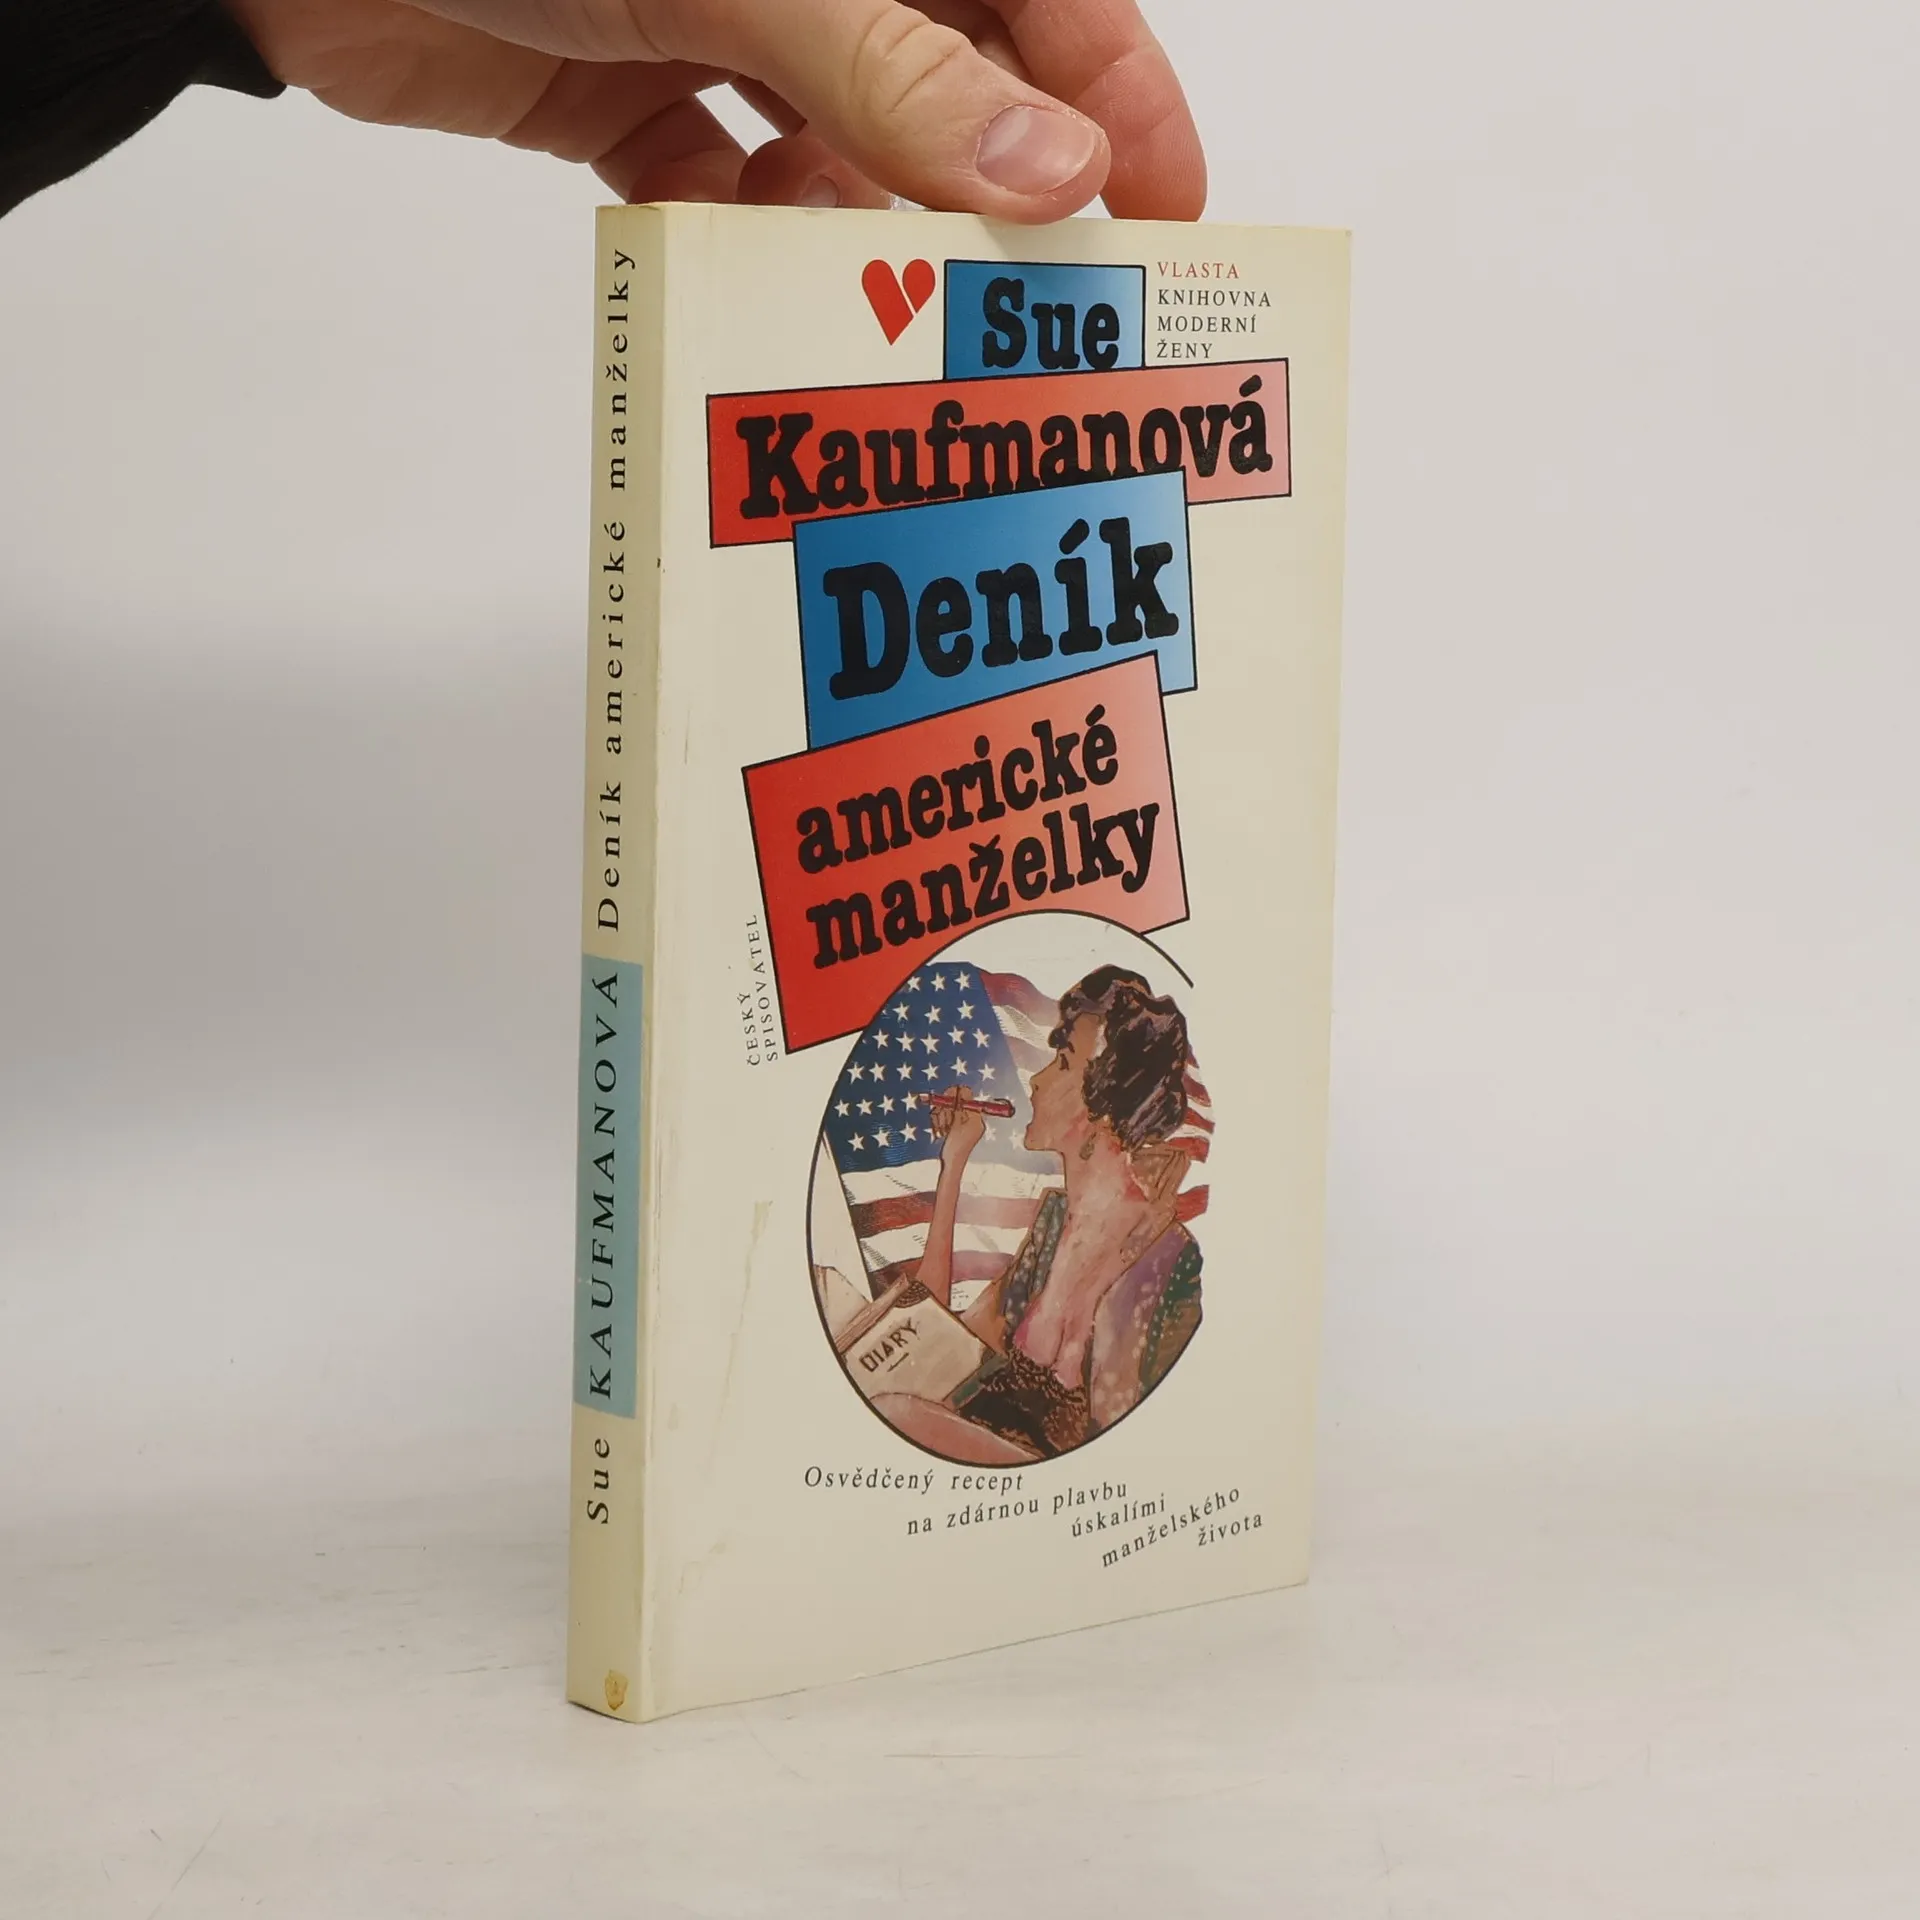 Sue KAUFMANOVÁ Deník americké manželky
VLASTA
KNIHOVNA
MODERNÍ
ŽENY
Sue
Kaufmanová
Deník
americké
manželky
ČESKÝ
SPISOVATEL
DIARY
Osvědčený recept
na zdárnou plavbu
úskalími
manželského
života